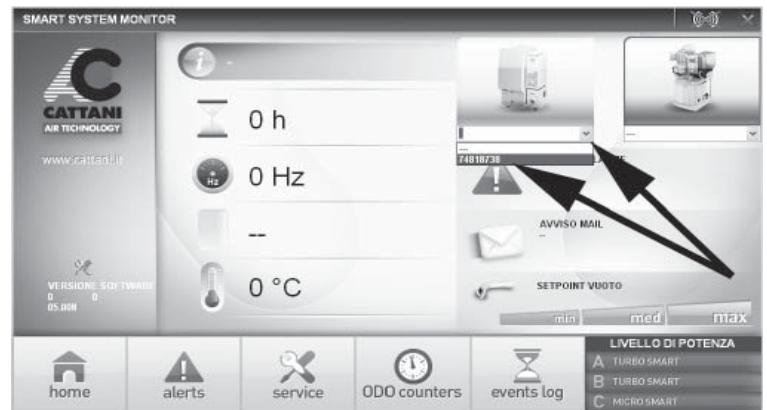 SMART SYSTEM MONITOR
CATTANI
AIR TECHNOLOGY
www.cattani.it
VERSIONE SOFTWARE
0 0
05.00N
i -
0 h
Hz
0 Hz
--
0 °C
---
---
74818738
AVVISO MAIL
--
SETPOINT VUOTO
min med max
home
alerts
service
ODO counters
events log
LIVELLO DI POTENZA
A TURBO SMART
B TURBO SMART
C MICRO SMART